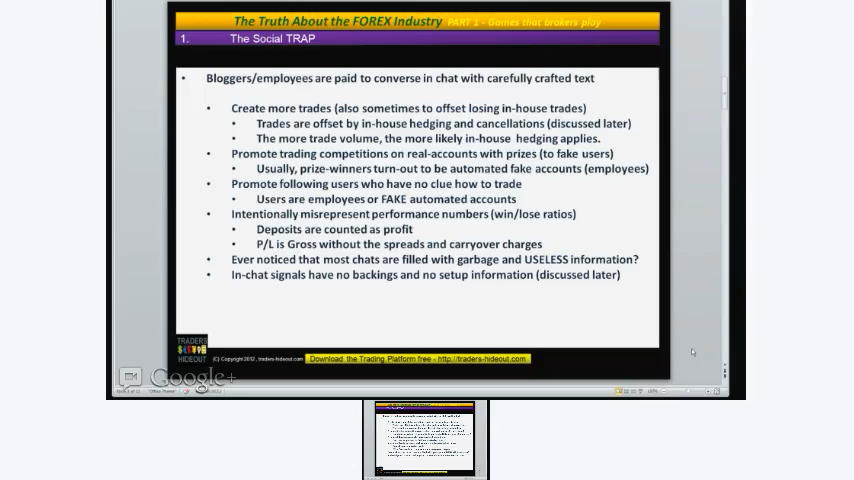 The Truth About the FOREX Industry PART 1 - Games that brokers play
1. The Social TRAP
• Bloggers/employees are paid to converse in chat with carefully crafted text
• Create more trades (also sometimes to offset losing in-house trades)
• Trades are offset by in-house hedging and cancellations (discussed later)
• The more trade volume, the more likely in-house hedging applies.
• Promote trading competitions on real-accounts with prizes (to fake users)
• Usually, prize-winners turn-out to be automated fake accounts (employees)
• Promote following users who have no clue how to trade
• Users are employees or FAKE automated accounts
• Intentionally misrepresent performance numbers (win/lose ratios)
• Deposits are counted as profit
• P/L is Gross without the spreads and carryover charges
• Ever noticed that most chats are filled with garbage and USELESS information?
• In-chat signals have no backings and no setup information (discussed later)
TRADERS
HIDEOUT
(C) Copyright 2012, traders-hideout.com
Download the Trading Platform free - http://traders-hideout.com
Google+